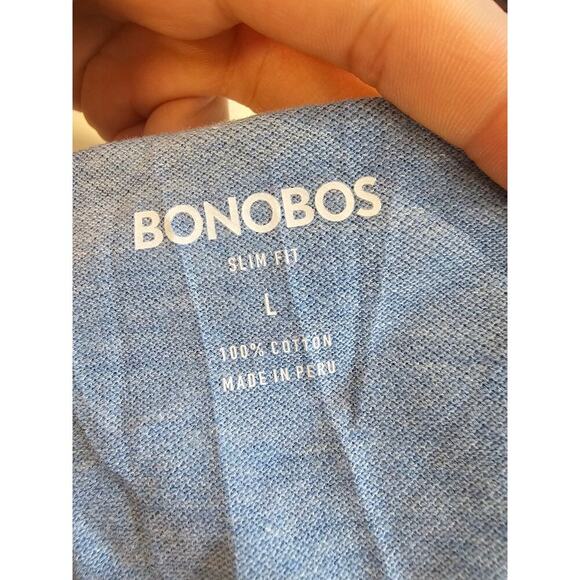 BONOBOS
SLIM FIT
L
100% COTTON
MADE IN PERU